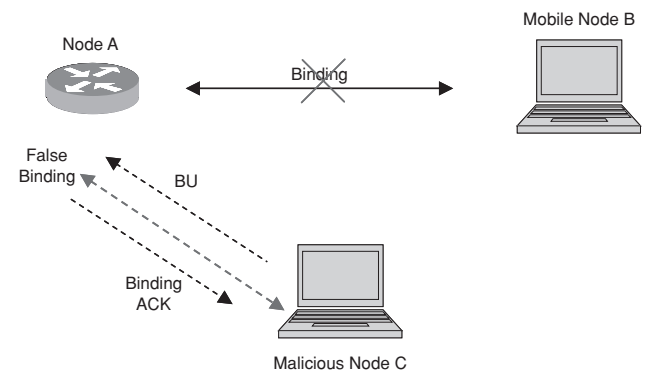 Mobile Node B
Node A
Binding
False
Binding
BU
Binding
ACK
Malicious Node C